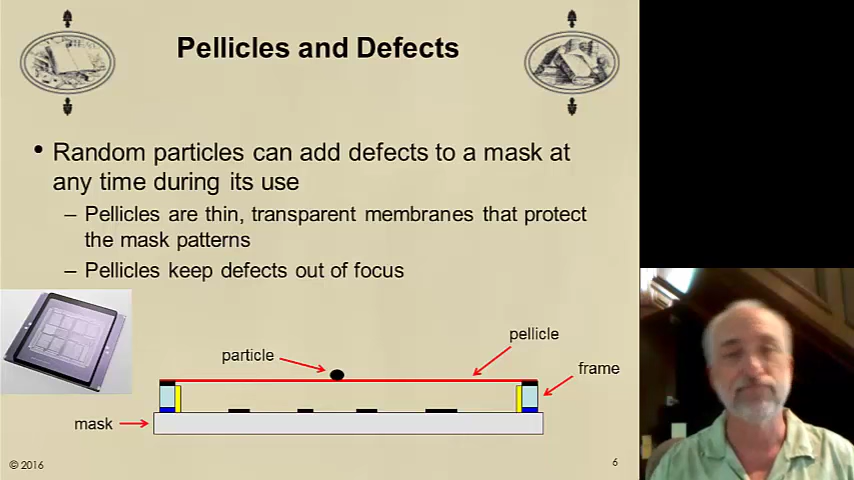 Pellicles and Defects
• Random particles can add defects to a mask at
any time during its use
– Pellicles are thin, transparent membranes that protect
the mask patterns
– Pellicles keep defects out of focus
pellicle
particle
frame
mask
© 2016
6